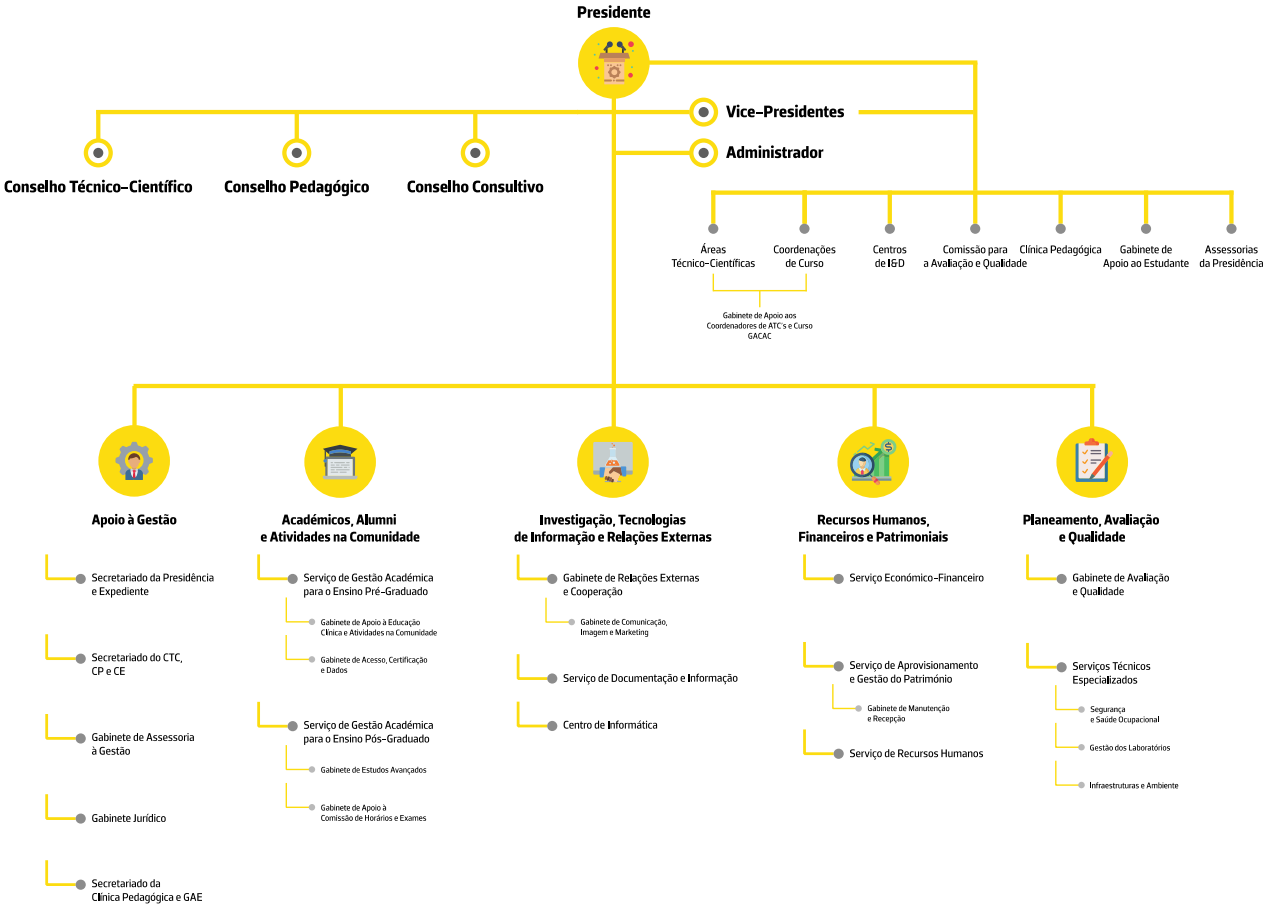 Presidente
Vice-Presidentes
Administrador
Conselho Técnico-Científico
Conselho Pedagógico
Conselho Consultivo
Áreas
Técnico-Científicas
Coordenações
de Curso
Centros
de I&D
Comissão para
a Avaliação e Qualidade
Clínica Pedagógica
Gabinete de
Apoio ao Estudante
Assessorias
da Presidência
Gabinete de Apoio aos
Coordenadores de ATC's e Curso
GACAC
Apoio à Gestão
Secretariado da Presidência
e Expediente
Secretariado do CTC,
CP e CE
Gabinete de Assessoria
à Gestão
Gabinete Jurídico
Secretariado da
Clínica Pedagógica e GAE
Académicos, Alumni
e Atividades na Comunidade
Serviço de Gestão Académica
para o Ensino Pré-Graduado
Gabinete de Apoio à Educação
Clínica e Atividades na Comunidade
Gabinete de Acesso, Certificação
e Dados
Serviço de Gestão Académica
para o Ensino Pós-Graduado
Gabinete de Estudos Avançados
Gabinete de Apoio à
Comissão de Horários e Exames
Investigação, Tecnologias
de Informação e Relações Externas
Gabinete de Relações Externas
e Cooperação
Gabinete de Comunicação,
Imagem e Marketing
Serviço de Documentação e Informação
Centro de Informática
Recursos Humanos,
Financeiros e Patrimoniais
Serviço Económico-Financeiro
Serviço de Aprovisionamento
e Gestão do Património
Gabinete de Manutenção
e Recepção
Serviço de Recursos Humanos
Planeamento, Avaliação
e Qualidade
Gabinete de Avaliação
e Qualidade
Serviços Técnicos
Especializados
Segurança
e Saúde Ocupacional
Gestão dos Laboratórios
Infraestruturas e Ambiente